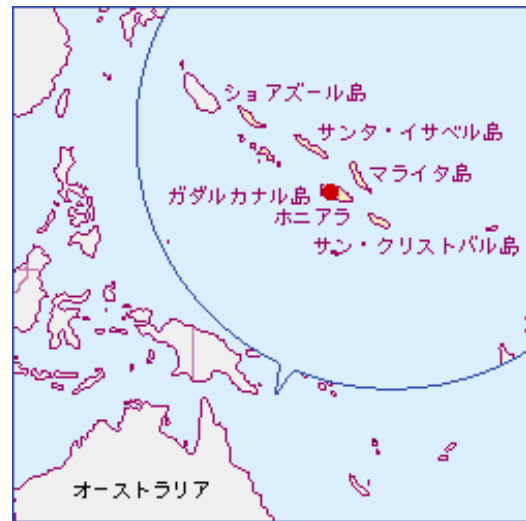 ショアズール島
サンタ・イサベル島
マライタ島
ガダルカナル島
ホニアラ
サン・クリストバル島
オーストラリア